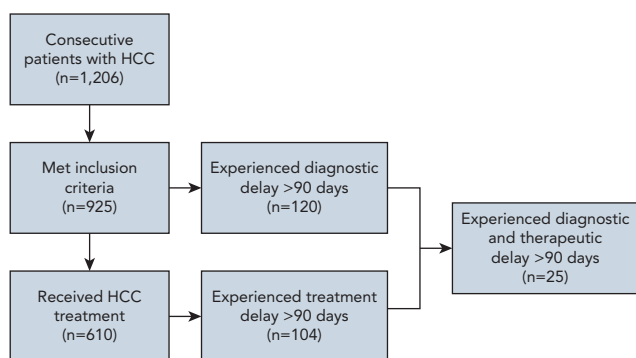 Consecutive
patients with HCC
(n=1,206)
Met inclusion
criteria
(n=925)
Experienced diagnostic
delay >90 days
(n=120)
Experienced diagnostic
and therapeutic
delay >90 days
(n=25)
Received HCC
treatment
(n=610)
Experienced treatment
delay >90 days
(n=104)